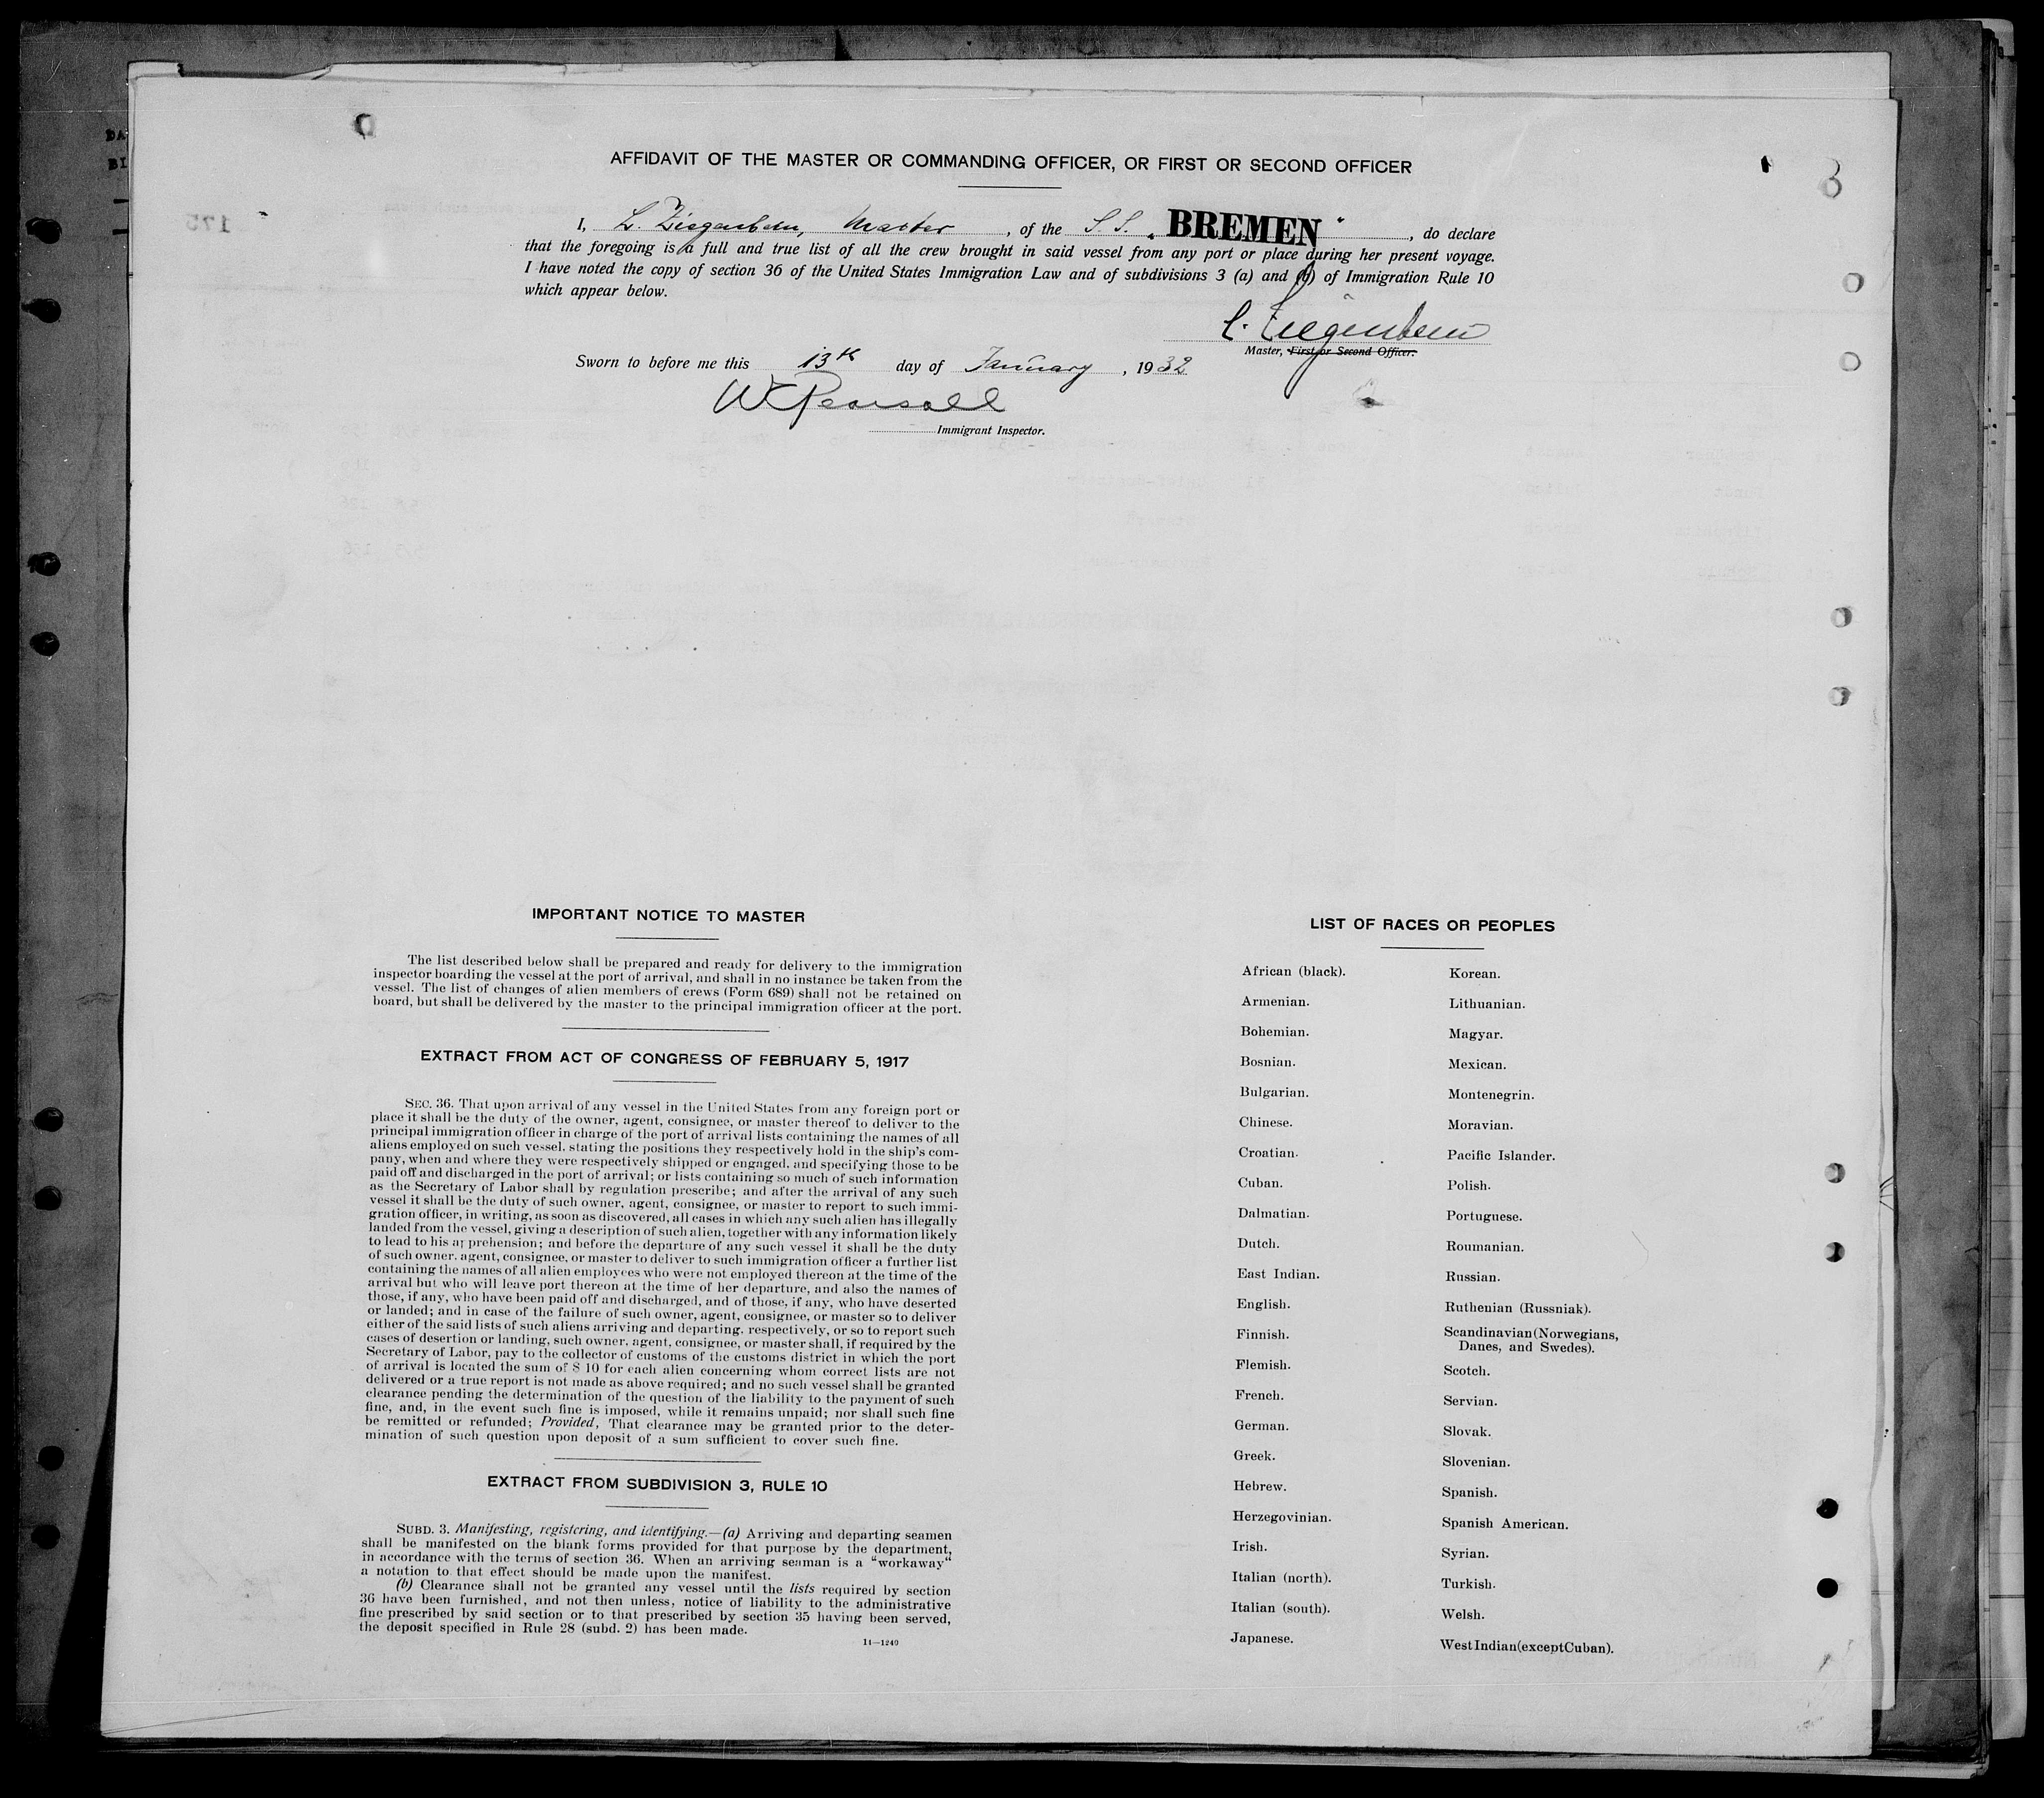 AFFIDAVIT OF THE MASTER OR COMMANDING OFFICER, OR FIRST OR SECOND OFFICER
I, L. Ziegenbein, Master, of the S.S. „BREMEN“, do declare
that the foregoing is a full and true list of all the crew brought in said vessel from any port or place during her present voyage.
I have noted the copy of section 36 of the United States Immigration Law and of subdivisions 3 (a) and (b) of Immigration Rule 10
which appear below.
L. Ziegenbein
Master, First or Second Officer.
Sworn to before me this 13th day of January, 1932
W Pearsall
Immigrant Inspector.
IMPORTANT NOTICE TO MASTER
The list described below shall be prepared and ready for delivery to the immigration
inspector boarding the vessel at the port of arrival, and shall in no instance be taken from the
vessel. The list of changes of alien members of crews (Form 689) shall not be retained on
board, but shall be delivered by the master to the principal immigration officer at the port.
EXTRACT FROM ACT OF CONGRESS OF FEBRUARY 5, 1917
SEC. 36. That upon arrival of any vessel in the United States from any foreign port or
place it shall be the duty of the owner, agent, consignee, or master thereof to deliver to the
principal immigration officer in charge of the port of arrival lists containing the names of all
aliens employed on such vessel, stating the positions they respectively hold in the ship's com-
pany, when and where they were respectively shipped or engaged, and specifying those to be
paid off and discharged in the port of arrival; or lists containing so much of such information
as the Secretary of Labor shall by regulation prescribe; and after the arrival of any such
vessel it shall be the duty of such owner, agent, consignee, or master to report to such immi-
gration officer, in writing, as soon as discovered, all cases in which any such alien has illegally
landed from the vessel, giving a description of such alien, together with any information likely
to lead to his apprehension; and before the departure of any such vessel it shall be the duty
of such owner, agent, consignee, or master to deliver to such immigration officer a further list
containing the names of all alien employees who were not employed thereon at the time of the
arrival but who will leave port thereon at the time of her departure, and also the names of
those, if any, who have been paid off and discharged, and of those, if any, who have deserted
or landed; and in case of the failure of such owner, agent, consignee, or master so to deliver
either of the said lists of such aliens arriving and departing, respectively, or so to report such
cases of desertion or landing, such owner, agent, consignee, or master shall, if required by the
Secretary of Labor, pay to the collector of customs of the customs district in which the port
of arrival is located the sum of $ 10 for each alien concerning whom correct lists are not
delivered or a true report is not made as above required; and no such vessel shall be granted
clearance pending the determination of the question of the liability to the payment of such
fine, and, in the event such fine is imposed, while it remains unpaid; nor shall such fine
be remitted or refunded; Provided, That clearance may be granted prior to the deter-
mination of such question upon deposit of a sum sufficient to cover such fine.
EXTRACT FROM SUBDIVISION 3, RULE 10
SUBD. 3. Manifesting, registering, and identifying.—(a) Arriving and departing seamen
shall be manifested on the blank forms provided for that purpose by the department,
in accordance with the terms of section 36. When an arriving seaman is a “workaway“
a notation to that effect should be made upon the manifest.
(b) Clearance shall not be granted any vessel until the lists required by section
36 have been furnished, and not then unless, notice of liability to the administrative
fine prescribed by said section or to that prescribed by section 35 having been served,
the deposit specified in Rule 28 (subd. 2) has been made.
14—1240
LIST OF RACES OR PEOPLES
African (black).
Armenian.
Bohemian.
Bosnian.
Bulgarian.
Chinese.
Croatian.
Cuban.
Dalmatian.
Dutch.
East Indian.
English.
Finnish.
Flemish.
French.
German.
Greek.
Hebrew.
Herzegovinian.
Irish.
Italian (north).
Italian (south).
Japanese.
Korean.
Lithuanian.
Magyar.
Mexican.
Montenegrin.
Moravian.
Pacific Islander.
Polish.
Portuguese.
Roumanian.
Russian.
Ruthenian (Russniak).
Scandinavian (Norwegians,
Danes, and Swedes).
Scotch.
Servian.
Slovak.
Slovenian.
Spanish.
Spanish American.
Syrian.
Turkish.
Welsh.
West Indian (except Cuban).